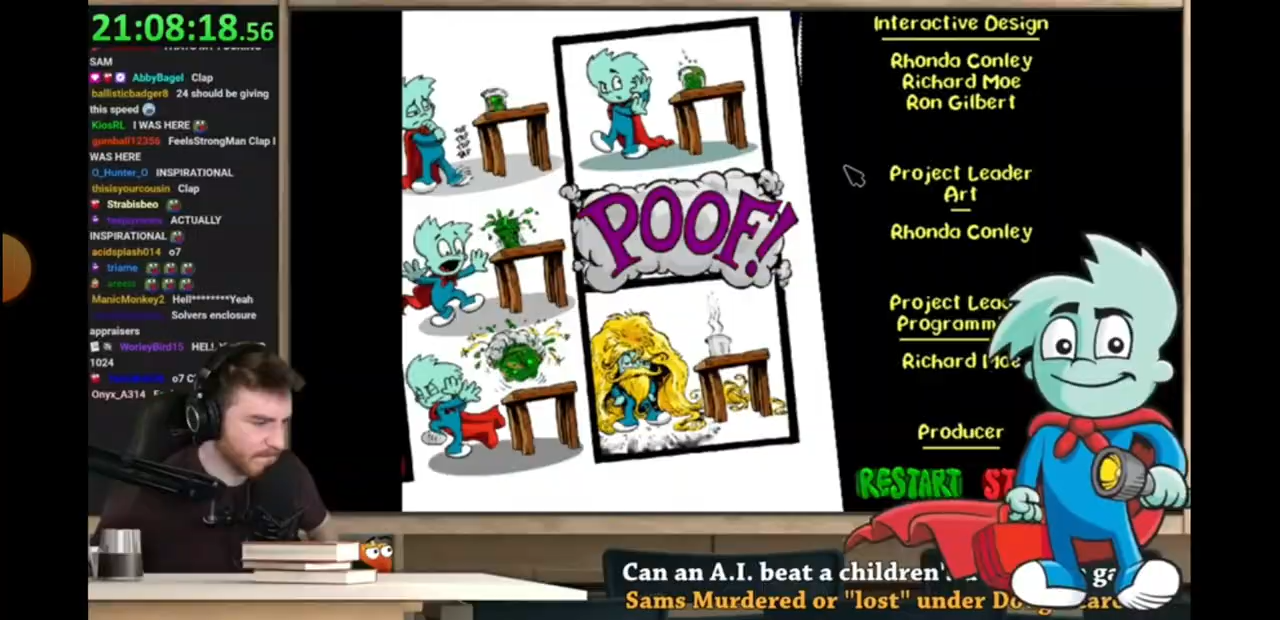 21:08:18.56
SAM
AbbyBagel Clap
ballisticbadger8 24 should be giving
this speed
KiosRL I WAS HERE
gumball12356 FeelsStrongMan Clap I
WAS HERE
O_Hunter_O INSPIRATIONAL
thisisyourcousin Clap
Strabisbeo
ACTUALLY
INSPIRATIONAL
acidsplash014 o7
triame
ManicMonkey2 Hell********Yeah
Solvers enclosure
appraisers
WorleyBird15
1024
o7
Onyx_A314
POOF!
Interactive Design
Rhonda Conley
Richard Moe
Ron Gilbert
Project Leader
Art
Rhonda Conley
Project
Richard Moe
Producer
RESTART
Can an A.I. beat a children'
Sams Murdered or "lost" under